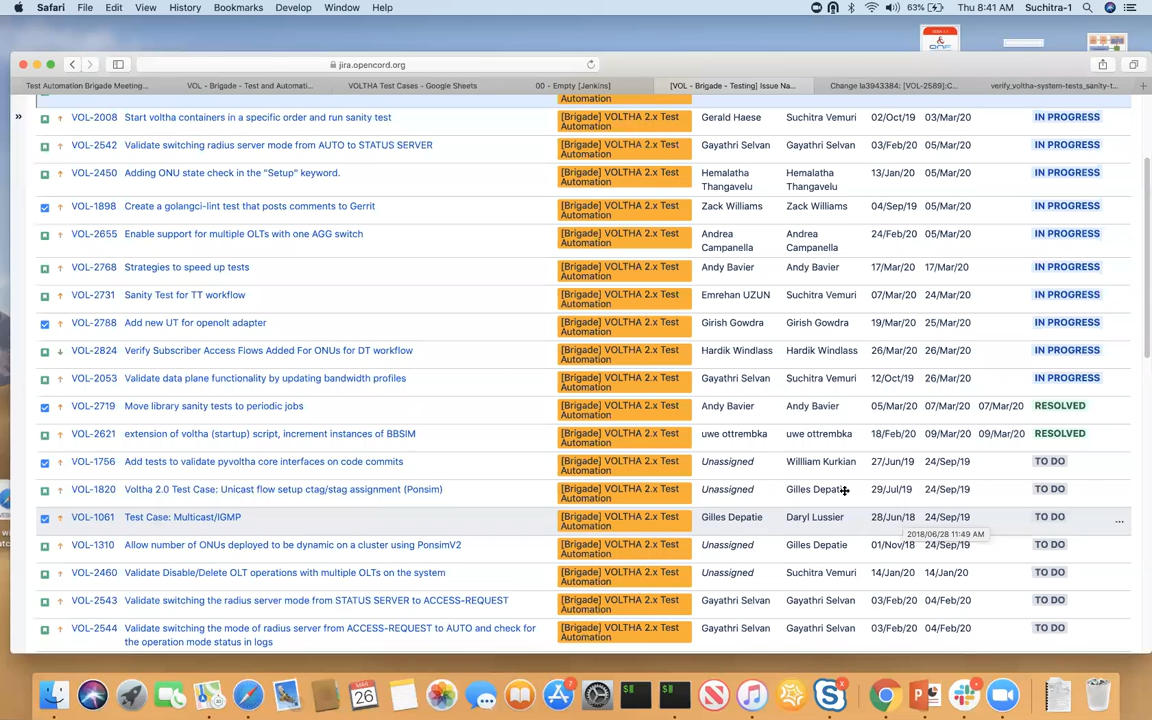 Safari File Edit View History Bookmarks Develop Window Help 63% Thu 8:41 AM Suchitra-1
jira.opencord.org
Test Automation Brigade Meeting... VOL - Brigade - Test and Automati... VOLTHA Test Cases - Google Sheets 00 - Empty [Jenkins] [VOL - Brigade - Testing] Issue Na... Change Ia3943384: [VOL-2589]:C... verify_voltha-system-tests_sanity-t...
Automation
» VOL-2008 Start voltha containers in a specific order and run sanity test [Brigade] VOLTHA 2.x Test Gerald Haese Suchitra Vemuri 02/Oct/19 03/Mar/20 IN PROGRESS
Automation
VOL-2542 Validate switching radius server mode from AUTO to STATUS SERVER [Brigade] VOLTHA 2.x Test Gayathri Selvan Gayathri Selvan 03/Feb/20 05/Mar/20 IN PROGRESS
Automation
VOL-2450 Adding ONU state check in the "Setup" keyword. [Brigade] VOLTHA 2.x Test Hemalatha Hemalatha 13/Jan/20 05/Mar/20 IN PROGRESS
Automation Thangavelu Thangavelu
VOL-1898 Create a golangci-lint test that posts comments to Gerrit [Brigade] VOLTHA 2.x Test Zack Williams Zack Williams 04/Sep/19 05/Mar/20 IN PROGRESS
Automation
VOL-2655 Enable support for multiple OLTs with one AGG switch [Brigade] VOLTHA 2.x Test Andrea Andrea 24/Feb/20 05/Mar/20 IN PROGRESS
Automation Campanella Campanella
VOL-2768 Strategies to speed up tests [Brigade] VOLTHA 2.x Test Andy Bavier Andy Bavier 17/Mar/20 17/Mar/20 IN PROGRESS
Automation
VOL-2731 Sanity Test for TT workflow [Brigade] VOLTHA 2.x Test Emrehan UZUN Suchitra Vemuri 07/Mar/20 24/Mar/20 IN PROGRESS
Automation
VOL-2788 Add new UT for openolt adapter [Brigade] VOLTHA 2.x Test Girish Gowdra Girish Gowdra 19/Mar/20 25/Mar/20 IN PROGRESS
Automation
VOL-2824 Verify Subscriber Access Flows Added For ONUs for DT workflow [Brigade] VOLTHA 2.x Test Hardik Windlass Hardik Windlass 26/Mar/20 26/Mar/20 IN PROGRESS
Automation
VOL-2053 Validate data plane functionality by updating bandwidth profiles [Brigade] VOLTHA 2.x Test Gayathri Selvan Suchitra Vemuri 12/Oct/19 26/Mar/20 IN PROGRESS
Automation
VOL-2719 Move library sanity tests to periodic jobs [Brigade] VOLTHA 2.x Test Andy Bavier Andy Bavier 05/Mar/20 07/Mar/20 07/Mar/20 RESOLVED
Automation
VOL-2621 extension of voltha (startup) script, increment instances of BBSIM [Brigade] VOLTHA 2.x Test uwe ottrembka uwe ottrembka 18/Feb/20 09/Mar/20 09/Mar/20 RESOLVED
Automation
VOL-1756 Add tests to validate pyvoltha core interfaces on code commits [Brigade] VOLTHA 2.x Test Unassigned Willliam Kurkian 27/Jun/19 24/Sep/19 TO DO
Automation
VOL-1820 Voltha 2.0 Test Case: Unicast flow setup ctag/stag assignment (Ponsim) [Brigade] VOLTHA 2.x Test Unassigned Gilles Depatie 29/Jul/19 24/Sep/19 TO DO
Automation
VOL-1061 Test Case: Multicast/IGMP [Brigade] VOLTHA 2.x Test Gilles Depatie Daryl Lussier 28/Jun/18 24/Sep/19 TO DO ...
Automation
2018/06/28 11:49 AM
VOL-1310 Allow number of ONUs deployed to be dynamic on a cluster using PonsimV2 [Brigade] VOLTHA 2.x Test Unassigned Gilles Depatie 01/Nov/18 24/Sep/19 TO DO
Automation
VOL-2460 Validate Disable/Delete OLT operations with multiple OLTs on the system [Brigade] VOLTHA 2.x Test Unassigned Suchitra Vemuri 14/Jan/20 14/Jan/20 TO DO
Automation
VOL-2543 Validate switching the radius server mode from STATUS SERVER to ACCESS-REQUEST [Brigade] VOLTHA 2.x Test Gayathri Selvan Gayathri Selvan 03/Feb/20 04/Feb/20 TO DO
Automation
VOL-2544 Validate switching the mode of radius server from ACCESS-REQUEST to AUTO and check for [Brigade] VOLTHA 2.x Test Gayathri Selvan Gayathri Selvan 03/Feb/20 04/Feb/20 TO DO
the operation mode status in logs Automation
MAR
26
7